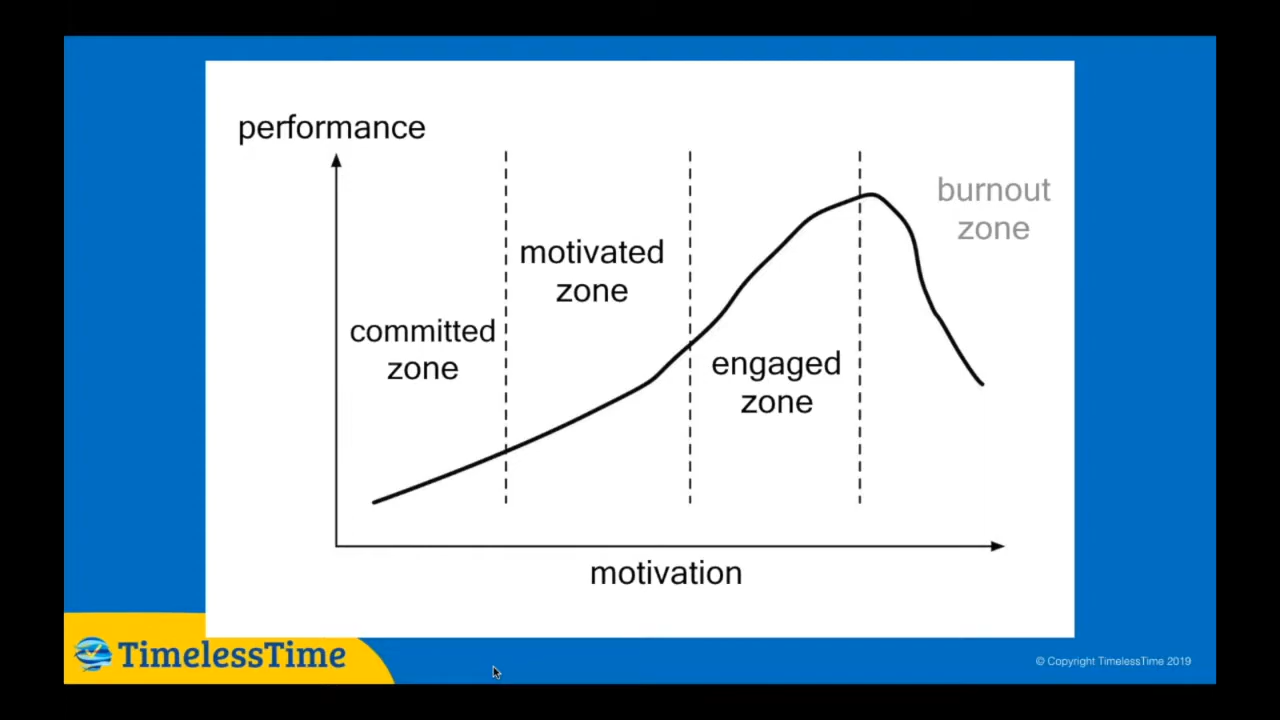 performance
burnout
zone
motivated
zone
committed
zone
engaged
zone
motivation
TimelessTime
© Copyright TimelessTime 2019